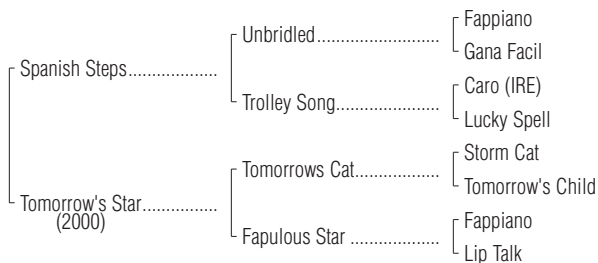 Fappiano
Unbridled........................
Gana Facil
Spanish Steps.................
Caro (IRE)
Trolley Song....................
Lucky Spell
Storm Cat
Tomorrows Cat................
Tomorrow's Child
Tomorrow's Star..............
(2000)
Fappiano
Fapulous Star .................
Lip Talk